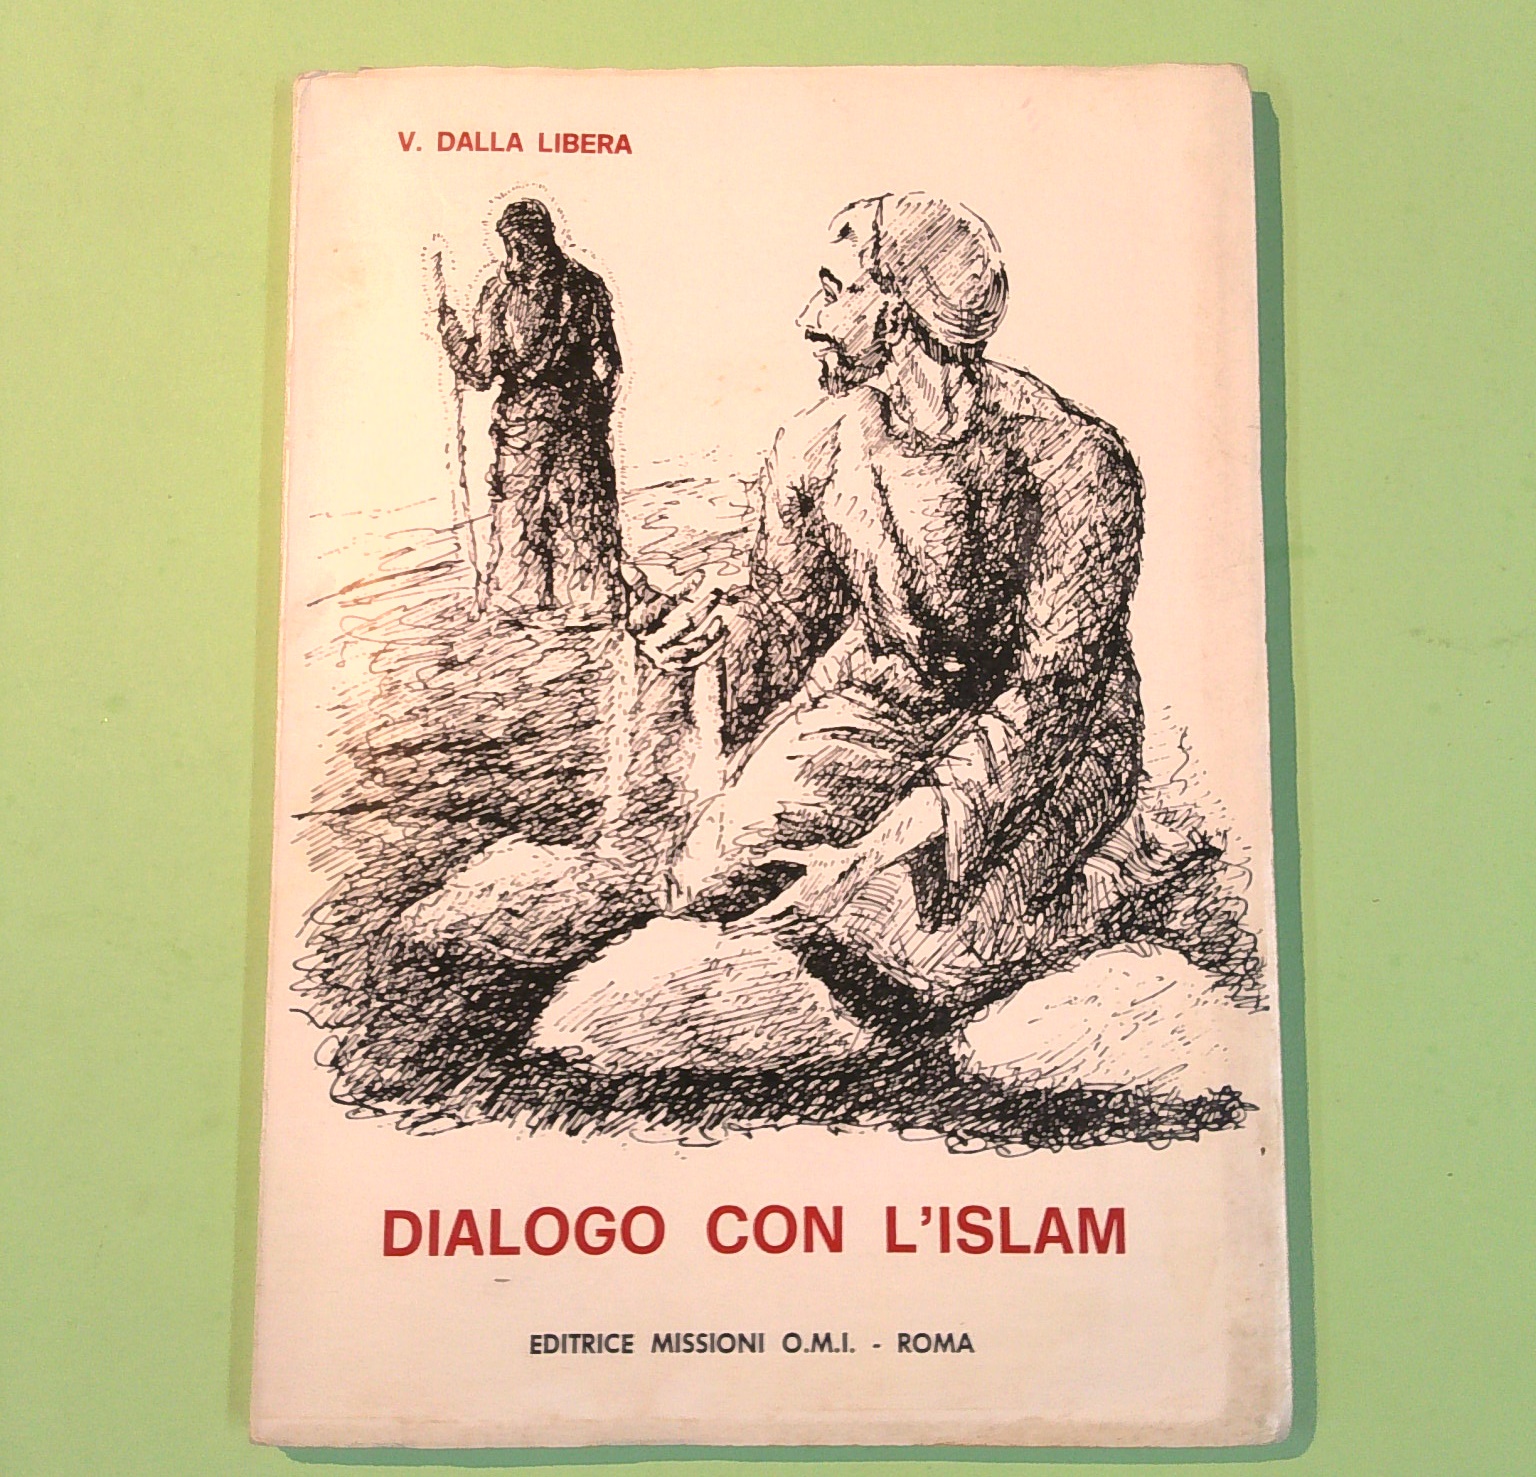 V. DALLA LIBERA
DIALOGO CON L'ISLAM
EDITRICE MISSIONI O.M.I. - ROMA